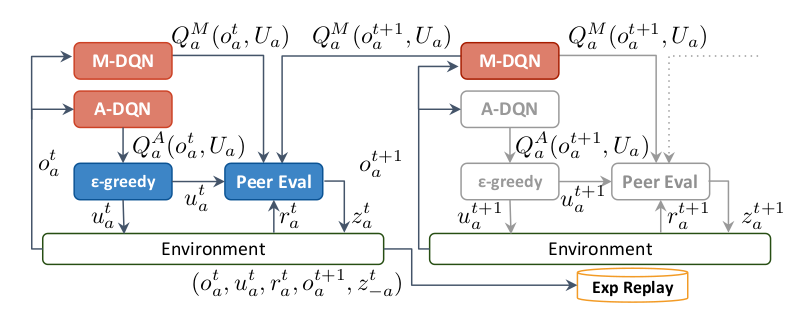 Q_a^M(o_a^t, U_a) Q_a^M(o_a^{t+1}, U_a) Q_a^M(o_a^{t+1}, U_a)
M-DQN M-DQN
A-DQN A-DQN
Q_a^A(o_a^t, U_a) Q_a^A(o_a^{t+1}, U_a)
o_a^t o_a^{t+1}
ε-greedy Peer Eval ε-greedy Peer Eval
u_a^t u_a^{t+1}
u_a^t r_a^t z_a^t u_a^{t+1} r_a^{t+1} z_a^{t+1}
Environment Environment
(o_a^t, u_a^t, r_a^t, o_a^{t+1}, z_{-a}^t)
Exp Replay